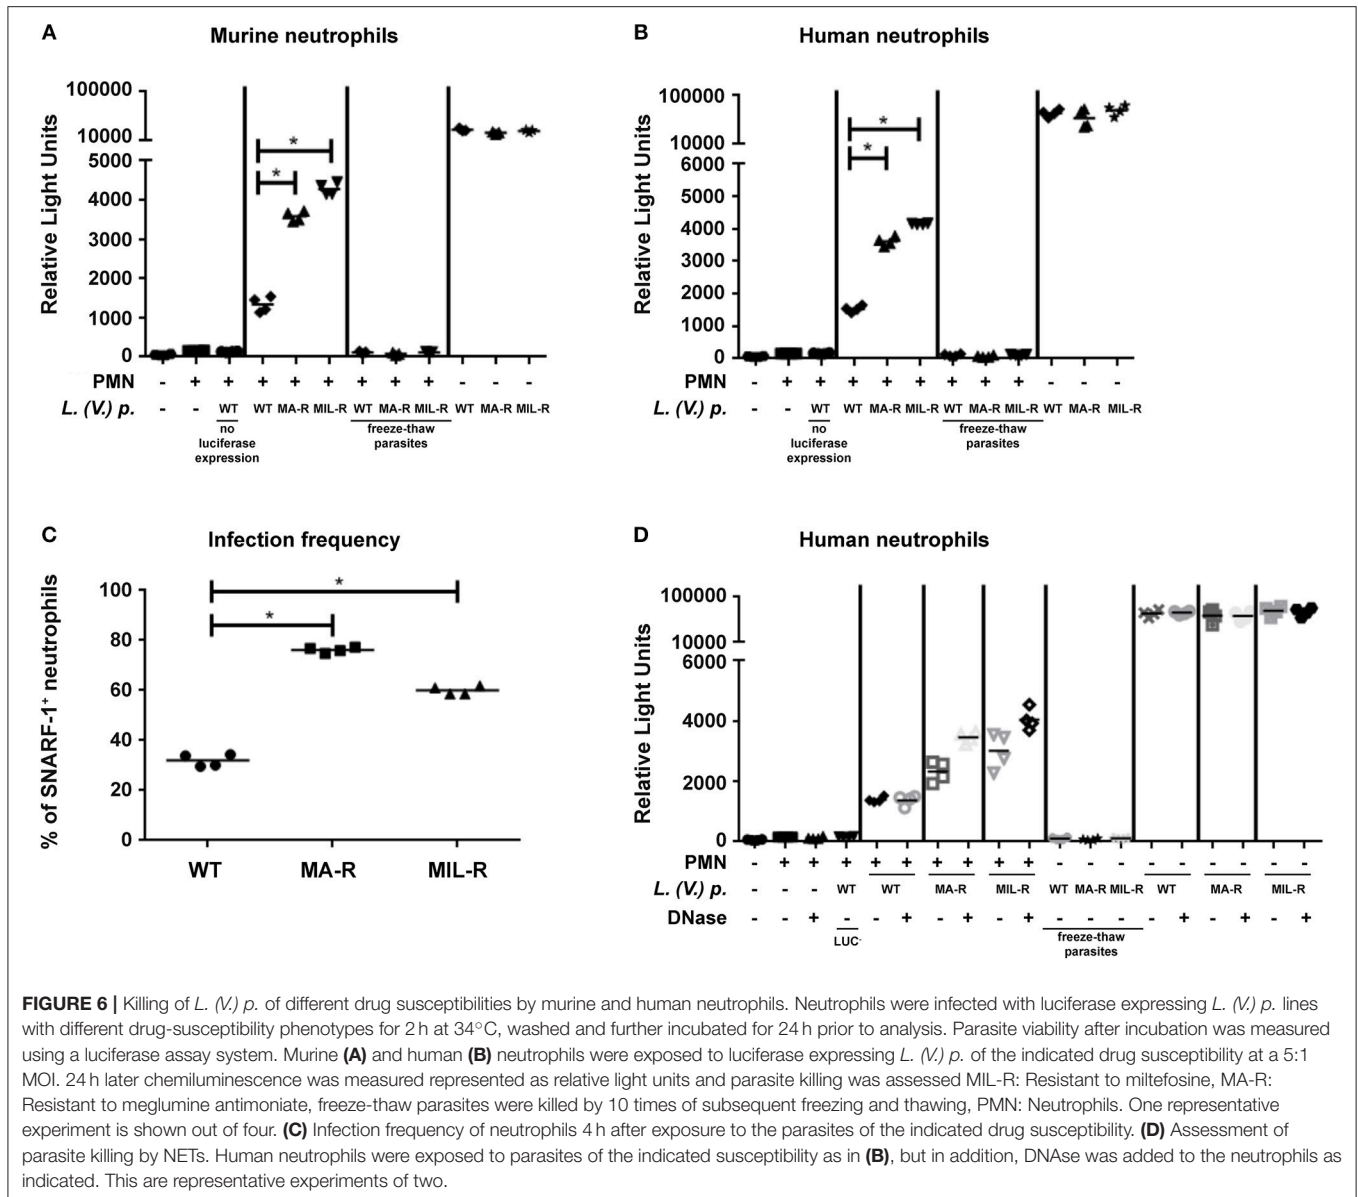 A
Murine neutrophils
Relative Light Units
100000
10000
5000
4000
3000
2000
1000
0
PMN - + + + + + + + + - - -
L. (V.) p. - - WT WT MA-R MIL-R WT MA-R MIL-R WT MA-R MIL-R
no luciferase expression
freeze-thaw parasites
* *
B
Human neutrophils
Relative Light Units
100000
10000
6000
5000
4000
3000
2000
1000
0
PMN - + + + + + + + + - - -
L. (V.) p. - - WT WT MA-R MIL-R WT MA-R MIL-R WT MA-R MIL-R
no luciferase expression
freeze-thaw parasites
* *
C
Infection frequency
% of SNARF-1+ neutrophils
100
80
60
40
20
0
WT MA-R MIL-R
* *
D
Human neutrophils
Relative Light Units
100000
10000
6000
4000
2000
0
PMN - + + + + + + + + + - - - - - - - - -
L. (V.) p. - - - WT WT MA-R MIL-R WT MA-R MIL-R WT MA-R MIL-R
DNase - - + - - + - + - + - - - - + - + - +
LUC-
freeze-thaw parasites
FIGURE 6 | Killing of L. (V.) p. of different drug susceptibilities by murine and human neutrophils. Neutrophils were infected with luciferase expressing L. (V.) p. lines
with different drug-susceptibility phenotypes for 2 h at 34°C, washed and further incubated for 24 h prior to analysis. Parasite viability after incubation was measured
using a luciferase assay system. Murine (A) and human (B) neutrophils were exposed to luciferase expressing L. (V.) p. of the indicated drug susceptibility at a 5:1
MOI. 24 h later chemiluminescence was measured represented as relative light units and parasite killing was assessed MIL-R: Resistant to miltefosine, MA-R:
Resistant to meglumine antimoniate, freeze-thaw parasites were killed by 10 times of subsequent freezing and thawing, PMN: Neutrophils. One representative
experiment is shown out of four. (C) Infection frequency of neutrophils 4 h after exposure to the parasites of the indicated drug susceptibility. (D) Assessment of
parasite killing by NETs. Human neutrophils were exposed to parasites of the indicated susceptibility as in (B), but in addition, DNAse was added to the neutrophils as
indicated. This are representative experiments of two.